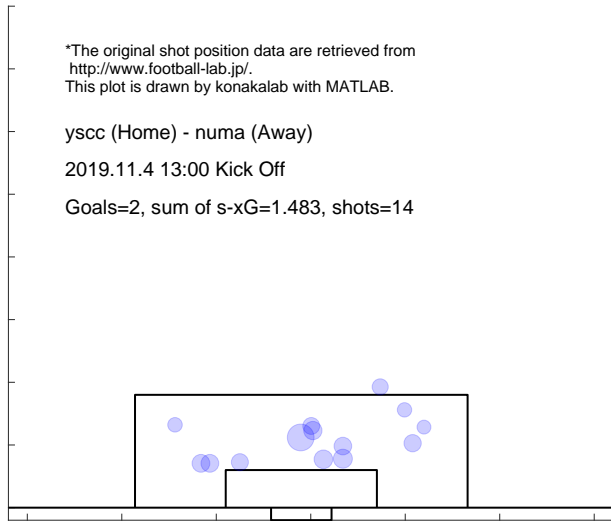 *The original shot position data are retrieved from
http://www.football-lab.jp/.
This plot is drawn by konakalab with MATLAB.
yscc (Home) - numa (Away)
2019.11.4 13:00 Kick Off
Goals=2, sum of s-xG=1.483, shots=14